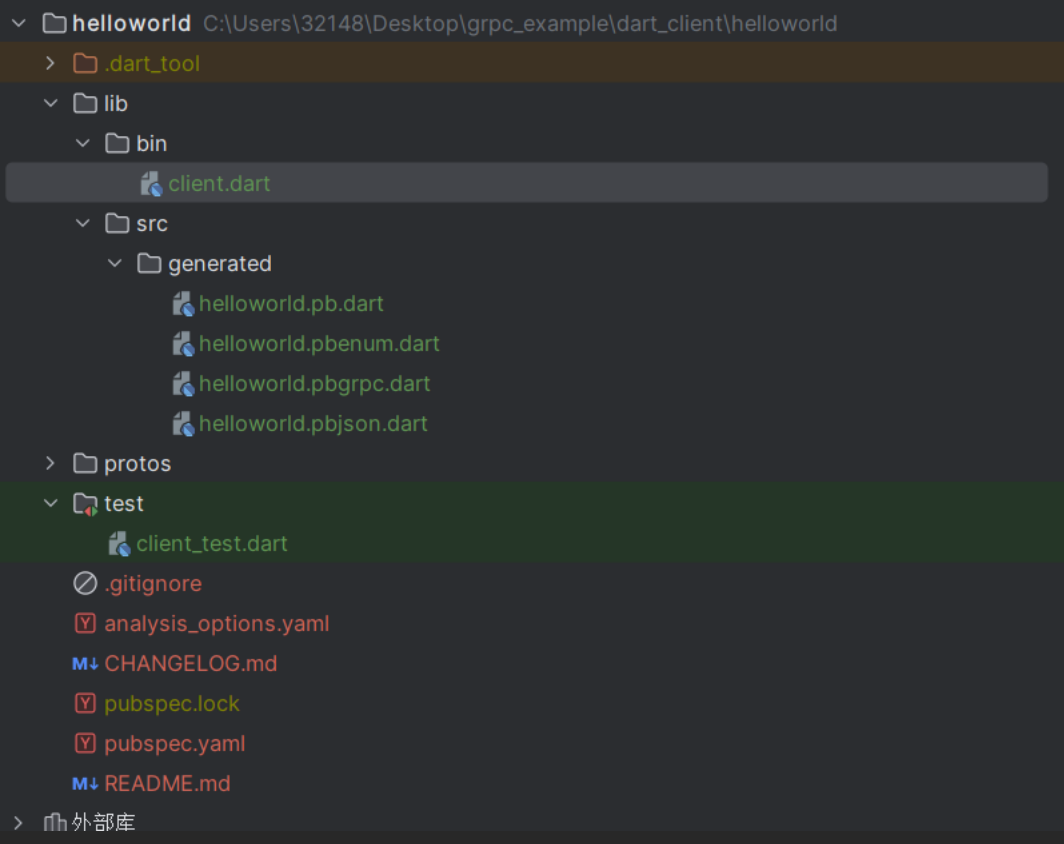 helloworld C:\Users\32148\Desktop\grpc_example\dart_client\helloworld
.dart_tool
lib
bin
client.dart
src
generated
helloworld.pb.dart
helloworld.pbenum.dart
helloworld.pbgrpc.dart
helloworld.pbjson.dart
protos
test
client_test.dart
.gitignore
Y analysis_options.yaml
M↓ CHANGELOG.md
Y pubspec.lock
Y pubspec.yaml
M↓ README.md
外部库